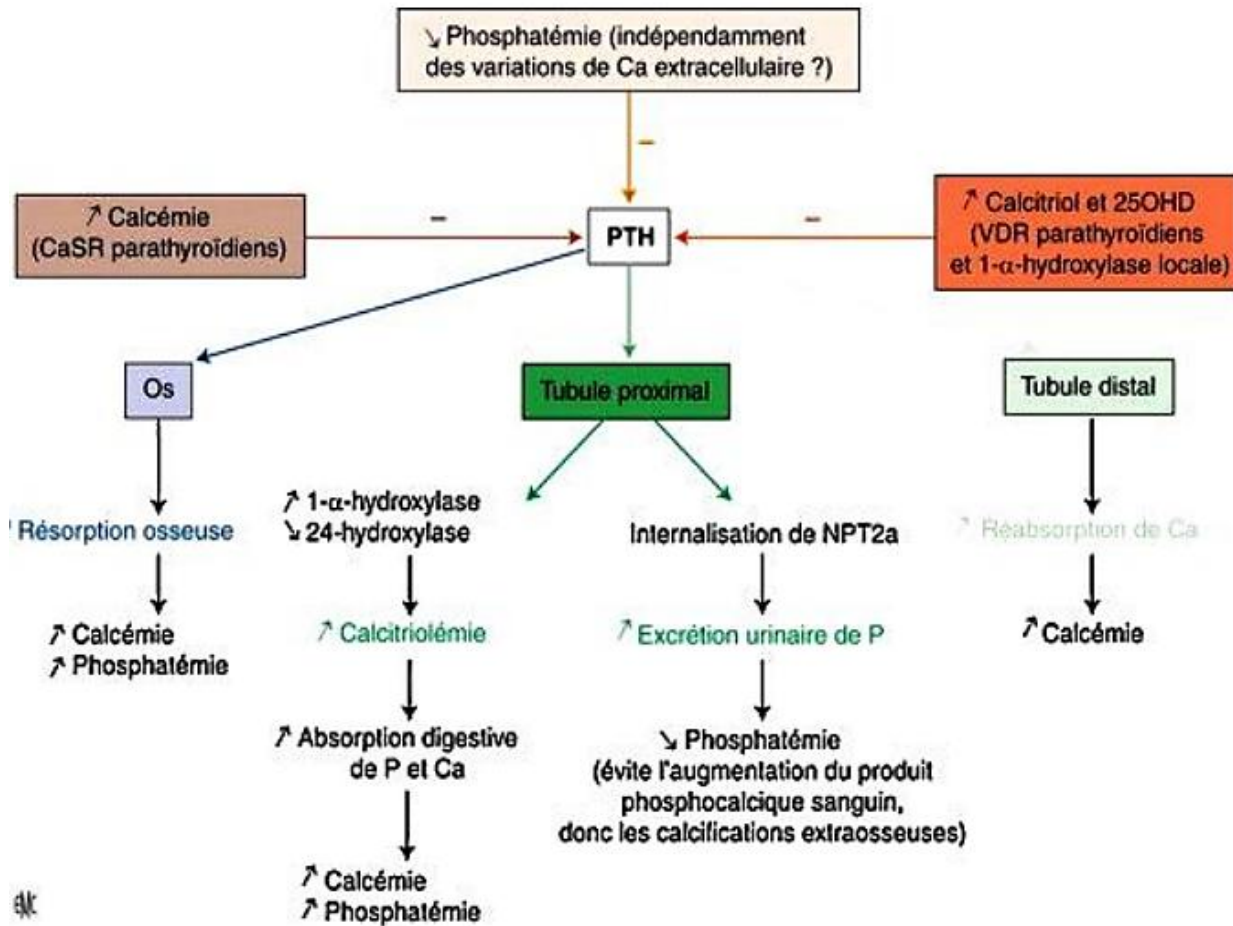 ↘ Phosphatémie (indépendamment
des variations de Ca extracellulaire ?)
–
↗ Calcémie
(CaSR parathyroïdiens)
–
PTH
–
↗ Calcitriol et 25OHD
(VDR parathyroïdiens
et 1-α-hydroxylase locale)
Os
Tubule proximal
Tubule distal
Résorption osseuse
↗ Calcémie
↗ Phosphatémie
↗ 1-α-hydroxylase
↘ 24-hydroxylase
↗ Calcitriolémie
↗ Absorption digestive
de P et Ca
↗ Calcémie
↗ Phosphatémie
Internalisation de NPT2a
↗ Excrétion urinaire de P
↘ Phosphatémie
(évite l'augmentation du produit
phosphocalcique sanguin,
donc les calcifications extraosseuses)
↗ Réabsorption de Ca
↗ Calcémie
EMC